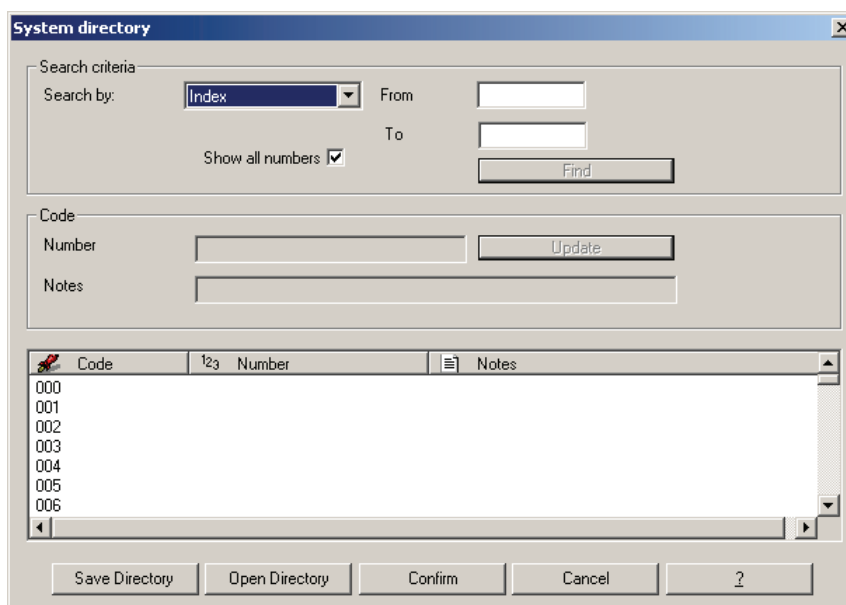 System directory
Search criteria
Search by: Index From
To
Show all numbers
Find
Code
Number Update
Notes
Code 123 Number Notes
000
001
002
003
004
005
006
Save Directory Open Directory Confirm Cancel ?